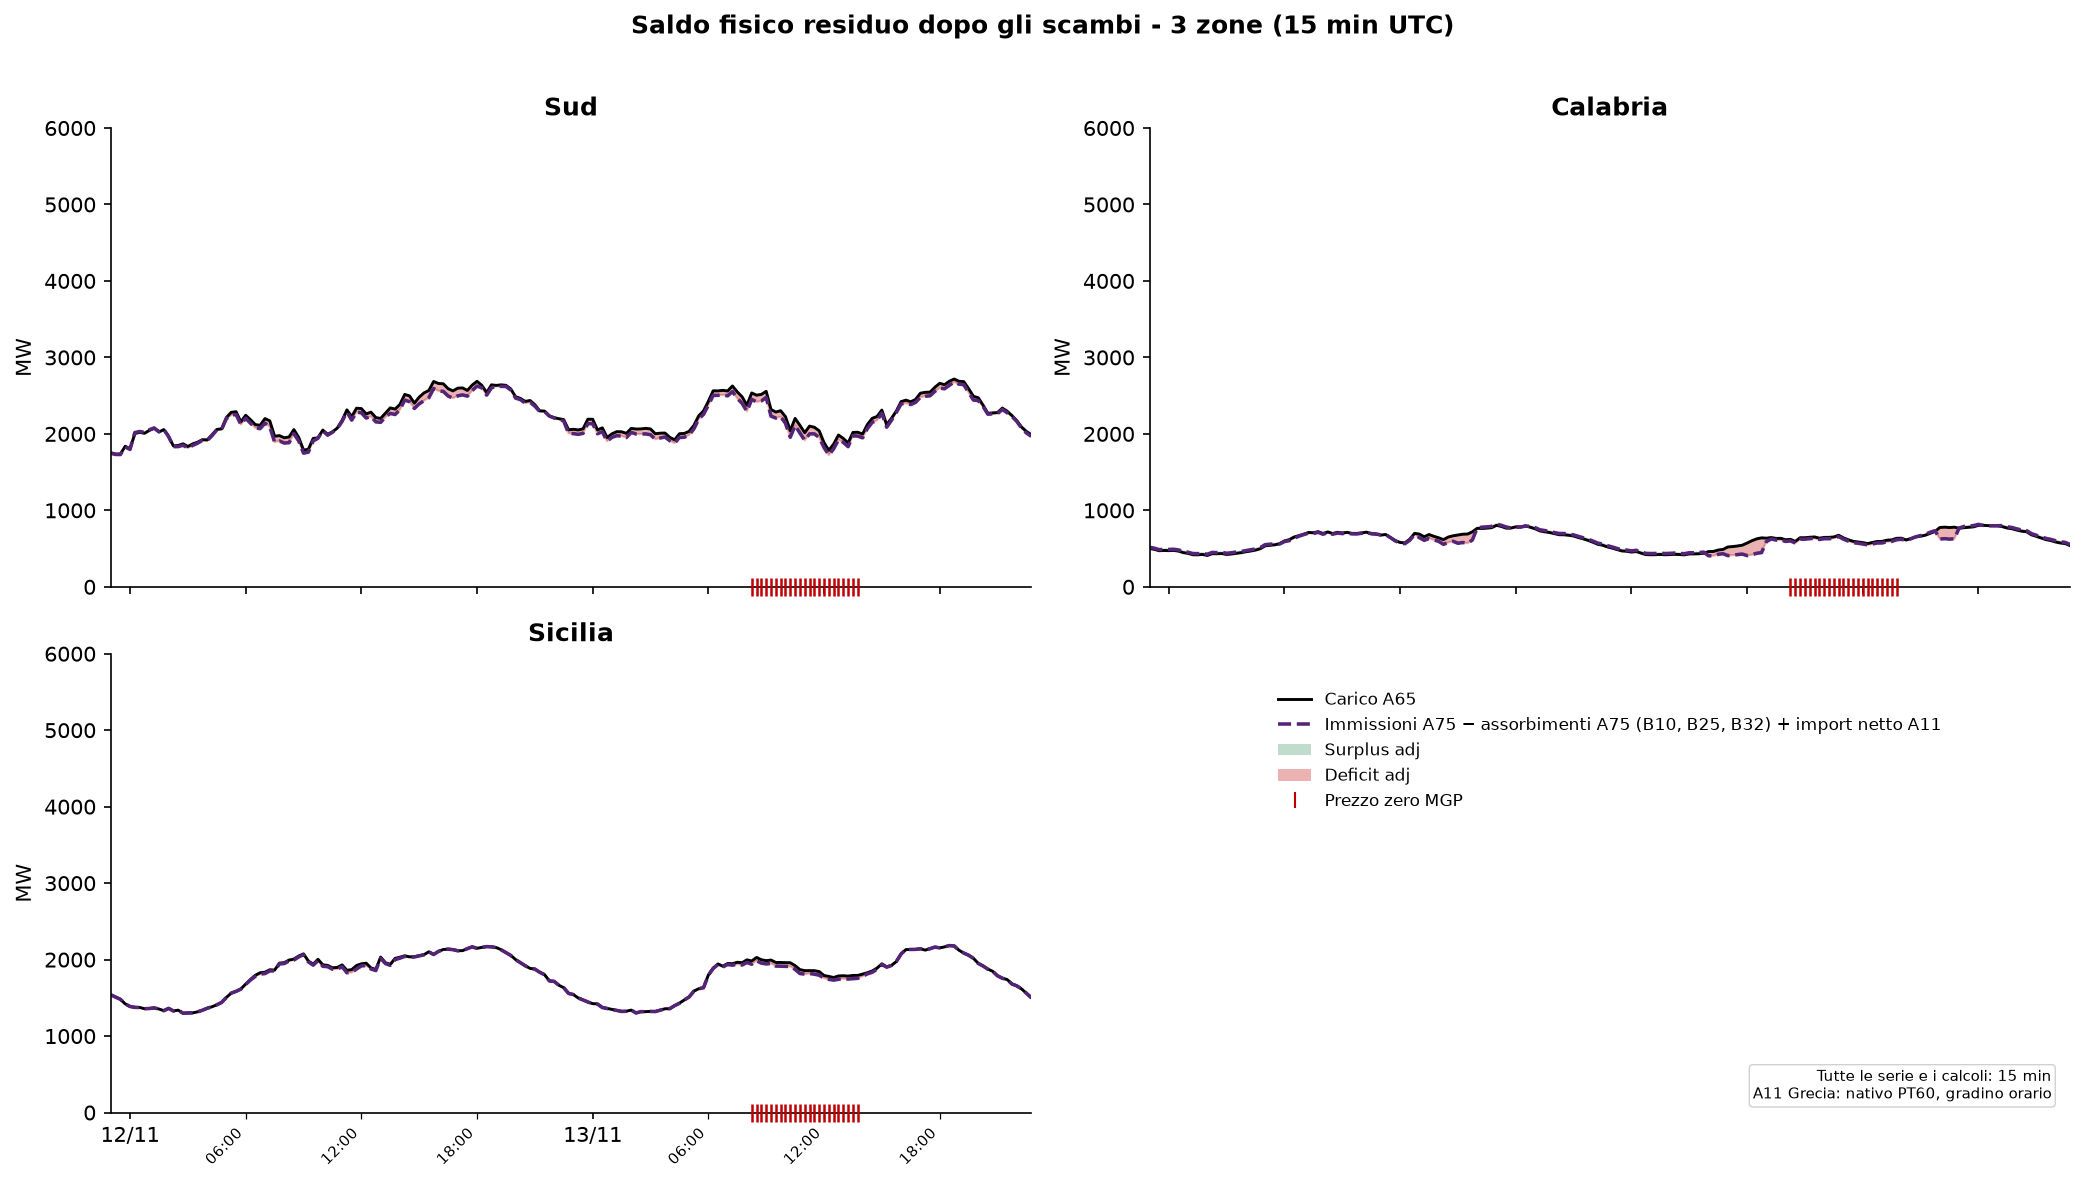 Saldo fisico residuo dopo gli scambi - 3 zone (15 min UTC)
Sud
6000
5000
4000
3000
2000
1000
0
MW
Calabria
6000
5000
4000
3000
2000
1000
0
MW
Sicilia
6000
5000
4000
3000
2000
1000
0
MW
12/11
06:00
12:00
18:00
13/11
06:00
12:00
18:00
Carico A65
Immissioni A75 − assorbimenti A75 (B10, B25, B32) + import netto A11
Surplus adj
Deficit adj
Prezzo zero MGP
Tutte le serie e i calcoli: 15 min
A11 Grecia: nativo PT60, gradino orario